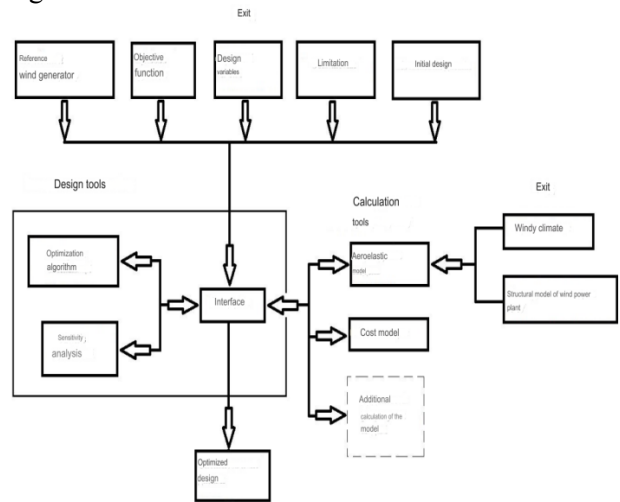 Exit
Reference
wind generator
Objective
function
Design
variables
Limitation
Initial design
Design tools
Calculation
tools
Exit
Optimization
algorithm
Sensitivity
analysis
Interface
Aeroelastic
model
Cost model
Additional
calculation of the
model
Windy climate
Structural model of wind power
plant
Optimized
design